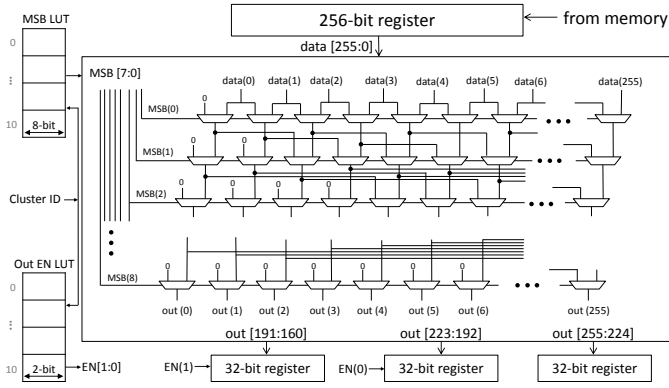 MSB LUT
256-bit register
from memory
data [255:0]
0
⋮
10
8-bit
MSB [7:0]
data(0) data(1) data(2) data(3) data(4) data(5) data(6) data(255)
MSB(0)
0
• • •
MSB(1)
0 0
• • •
Cluster ID
MSB(2)
0 0 0 0
• • •
Out EN LUT
0
⋮
10
2-bit
MSB(8)
0 0 0 0 0 0 0
• • •
out (0) out (1) out (2) out (3) out (4) out (5) out (6) out (255)
out [191:160] out [223:192] out [255:224]
EN[1:0]
EN(1)
32-bit register
EN(0)
32-bit register
32-bit register